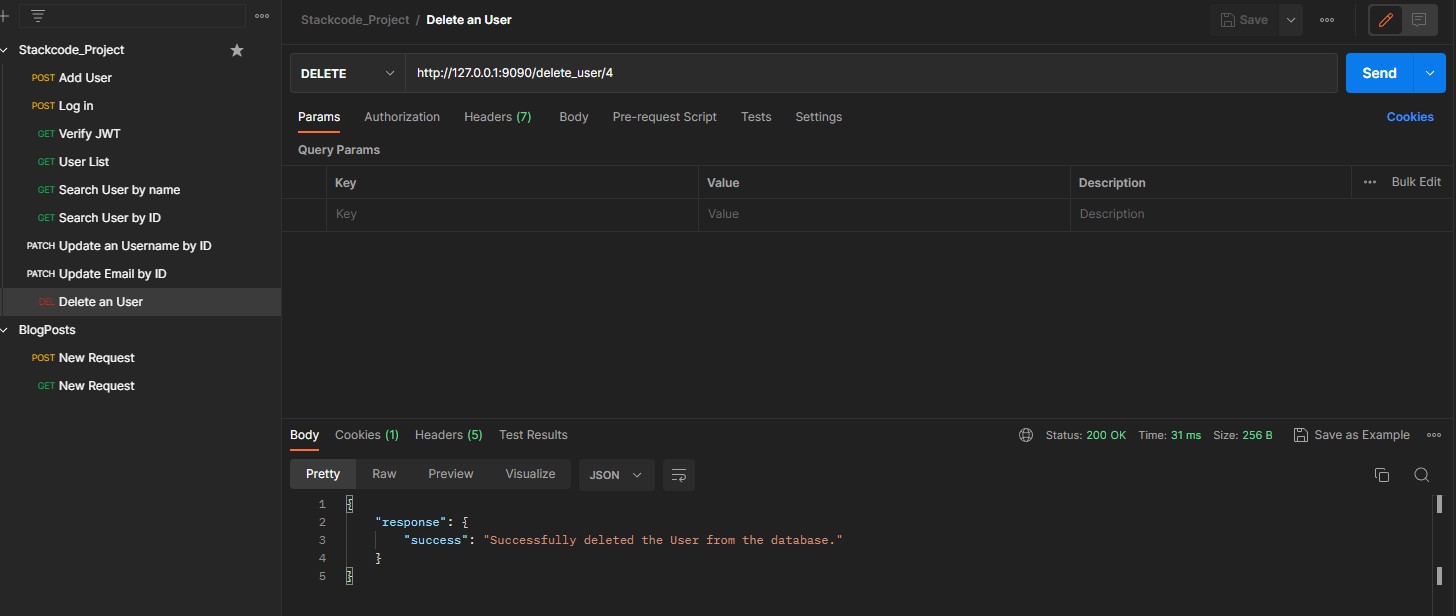 Stackcode_Project
POST Add User
POST Log in
GET Verify JWT
GET User List
GET Search User by name
GET Search User by ID
PATCH Update an Username by ID
PATCH Update Email by ID
DEL Delete an User
BlogPosts
POST New Request
GET New Request
Stackcode_Project / Delete an User
Save
DELETE http://127.0.0.1:9090/delete_user/4 Send
Params Authorization Headers (7) Body Pre-request Script Tests Settings Cookies
Query Params
Key Value Description Bulk Edit
Key Value Description
Body Cookies (1) Headers (5) Test Results Status: 200 OK Time: 31 ms Size: 256 B Save as Example
Pretty Raw Preview Visualize JSON
1 {
2 "response": {
3 "success": "Successfully deleted the User from the database."
4 }
5 }